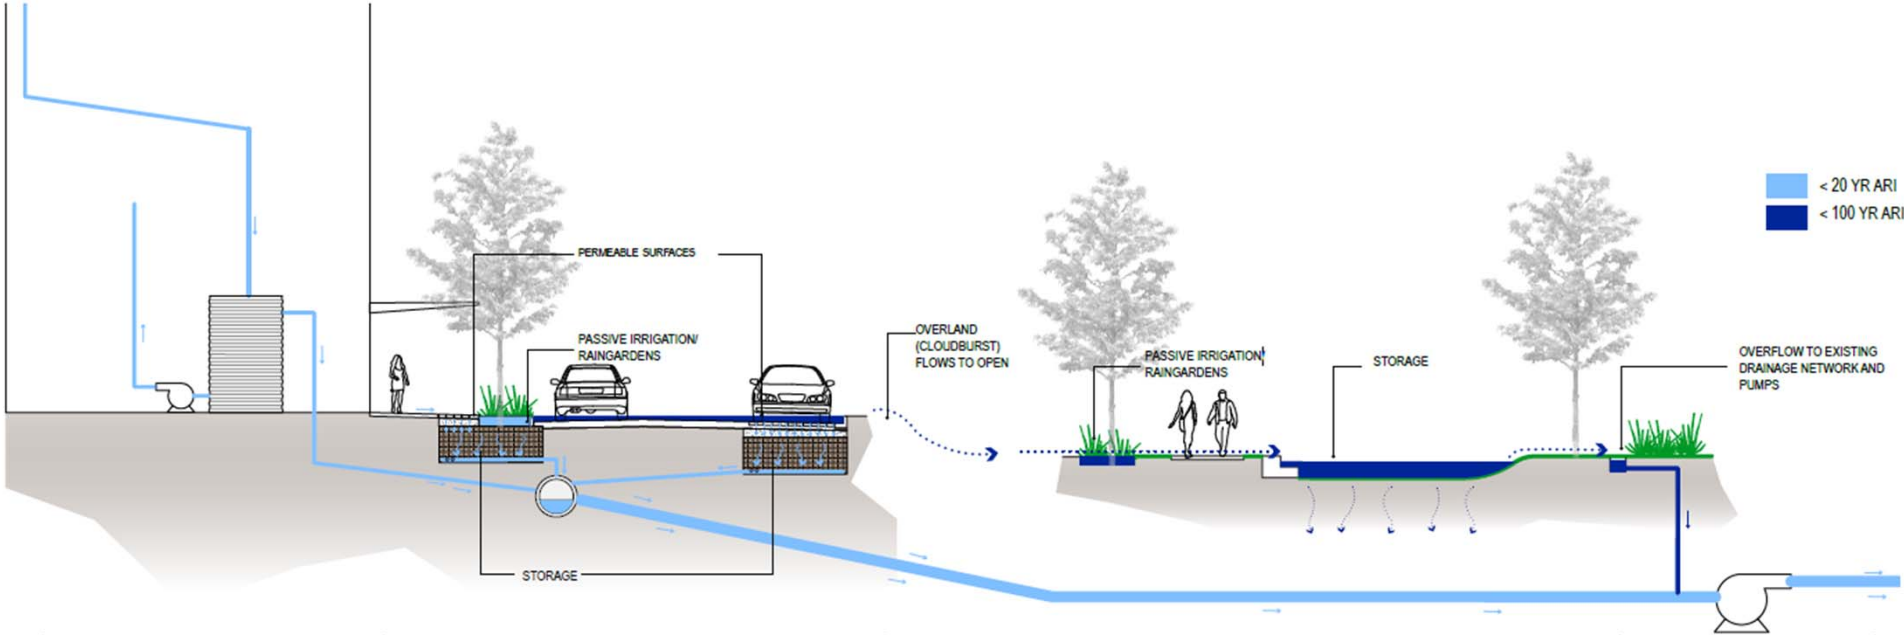 < 20 YR ARI
< 100 YR ARI
PERMEABLE SURFACES
PASSIVE IRRIGATION/
RAINGARDENS
OVERLAND
(CLOUDBURST)
FLOWS TO OPEN
PASSIVE IRRIGATION/
RAINGARDENS
STORAGE
OVERFLOW TO EXISTING
DRAINAGE NETWORK AND
PUMPS
STORAGE